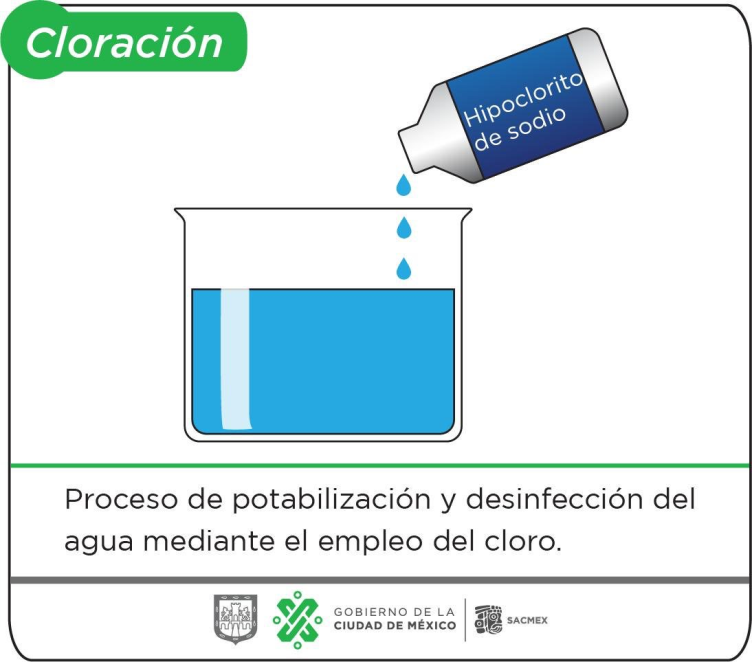 Cloración
Hipoclorito
de sodio
Proceso de potabilización y desinfección del
agua mediante el empleo del cloro.
GOBIERNO DE LA
CIUDAD DE MÉXICO
SACMEX